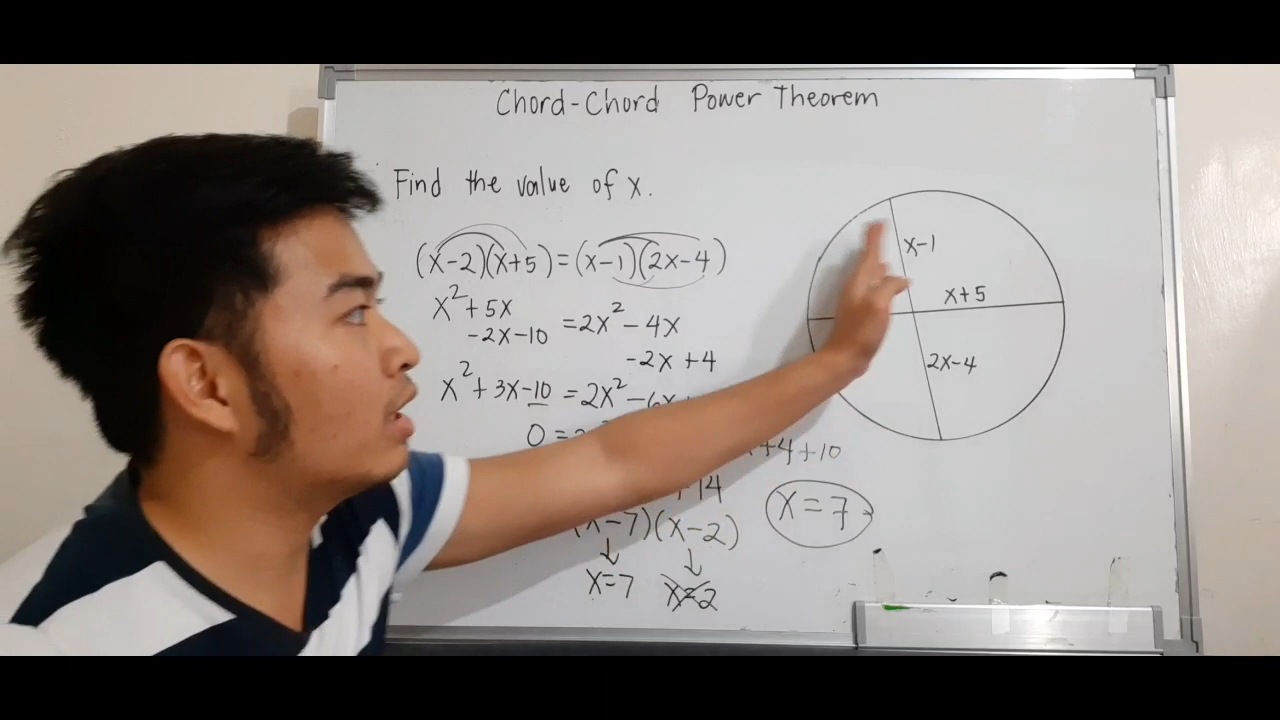 Chord-Chord Power Theorem
Find the value of x.
(x-2)(x+5)=(x-1)(2x-4)
x²+5x
-2x-10 =2x²-4x
-2x+4
x²+3x-10 =2x²-6x
0=
+4+10
+14
(x-7)(x-2)
x=7
x=2
x=7
x-1
x+5
2x-4